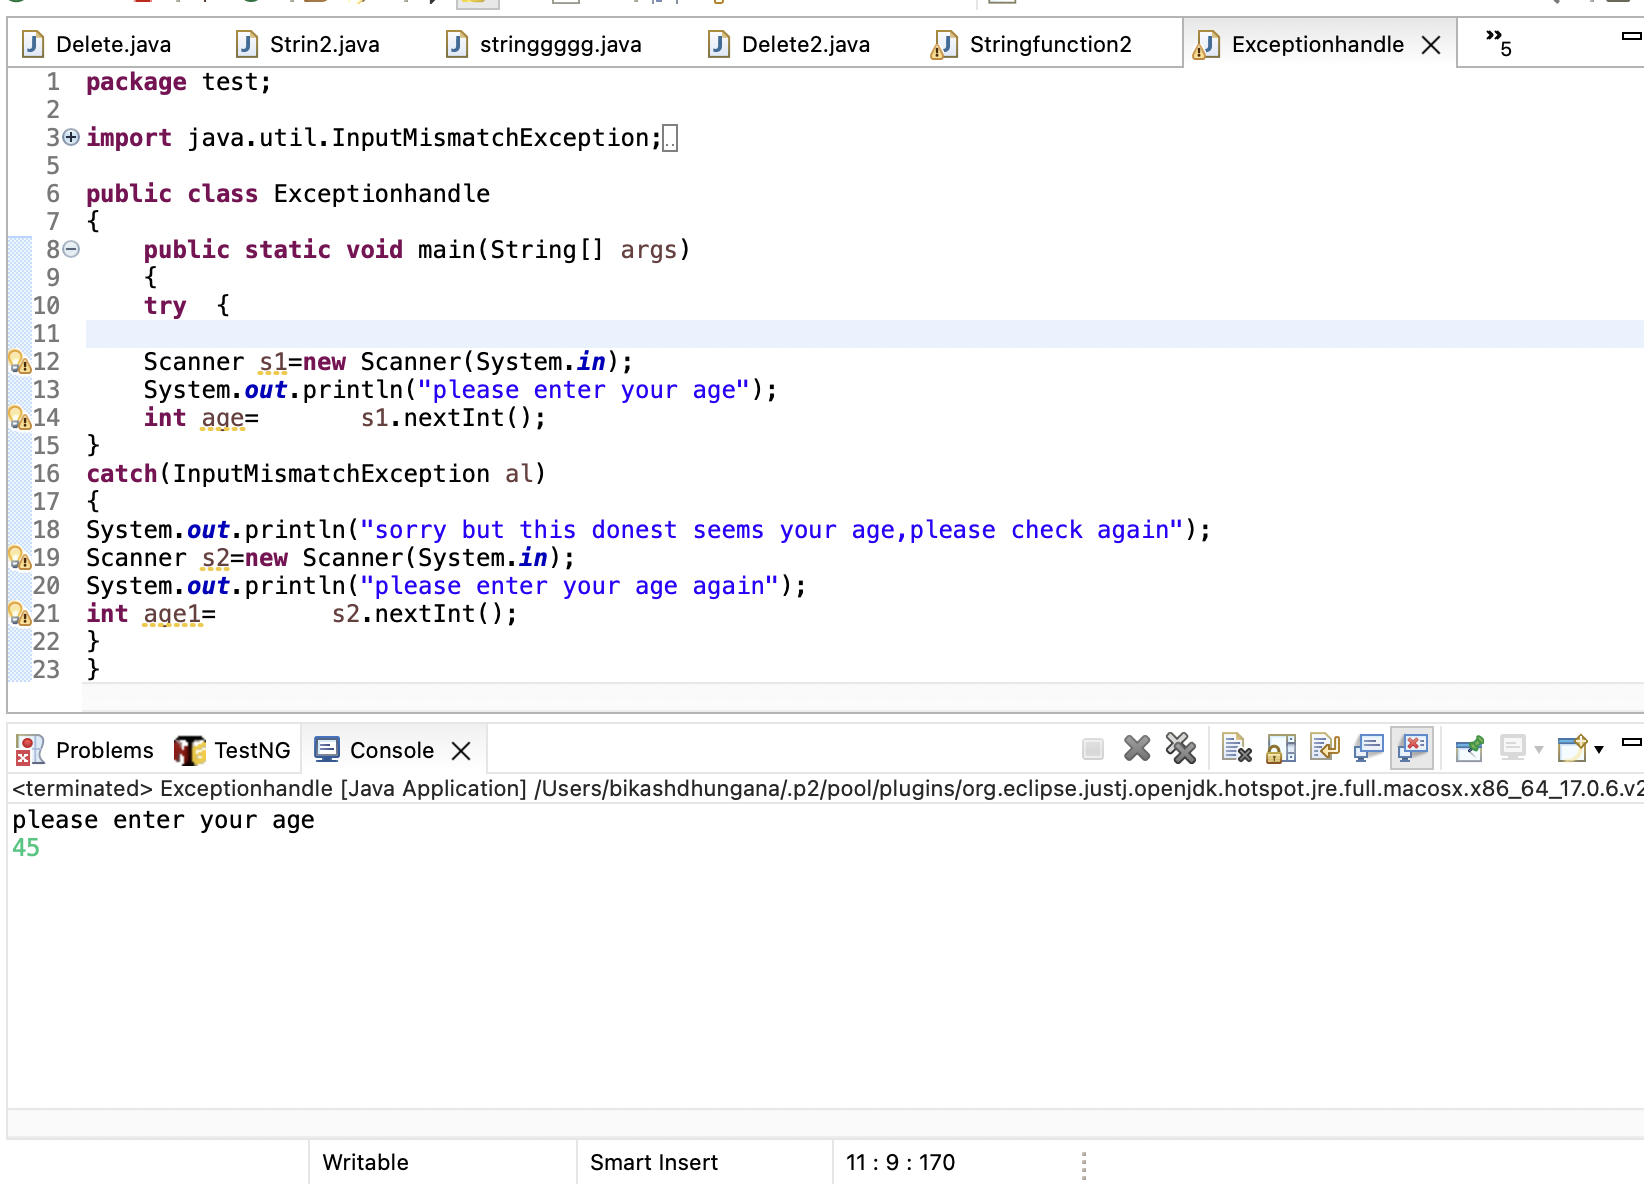 Delete.java Strin2.java stringgggg.java Delete2.java Stringfunction2 Exceptionhandle »5
1 package test;
2
3 import java.util.InputMismatchException;
5
6 public class Exceptionhandle
7 {
8 public static void main(String[] args)
9 {
10 try {
11
12 Scanner s1=new Scanner(System.in);
13 System.out.println("please enter your age");
14 int age= s1.nextInt();
15 }
16 catch(InputMismatchException al)
17 {
18 System.out.println("sorry but this donest seems your age,please check again");
19 Scanner s2=new Scanner(System.in);
20 System.out.println("please enter your age again");
21 int age1= s2.nextInt();
22 }
23 }
Problems TestNG Console
<terminated> Exceptionhandle [Java Application] /Users/bikashdhungana/.p2/pool/plugins/org.eclipse.justj.openjdk.hotspot.jre.full.macosx.x86_64_17.0.6.v2
please enter your age
45
Writable Smart Insert 11 : 9 : 170